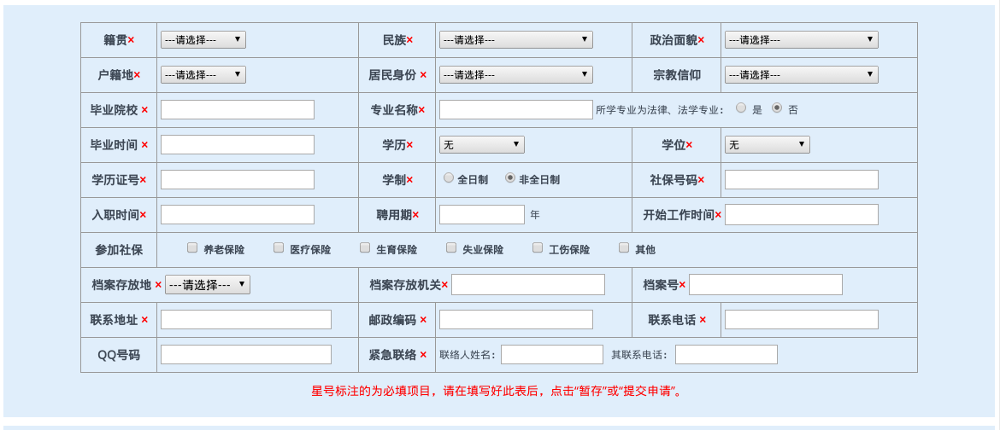 籍贯× ---请选择--- 民族× ---请选择--- 政治面貌× ---请选择---
户籍地× ---请选择--- 居民身份 × ---请选择--- 宗教信仰 ---请选择---
毕业院校 × 专业名称× 所学专业为法律、法学专业： 是 否
毕业时间 × 学历× 无 学位× 无
学历证号× 学制× 全日制 非全日制 社保号码×
入职时间× 聘用期× 年 开始工作时间×
参加社保 养老保险 医疗保险 生育保险 失业保险 工伤保险 其他
档案存放地 × ---请选择--- 档案存放机关× 档案号×
联系地址 × 邮政编码 × 联系电话 ×
QQ号码 紧急联络 × 联络人姓名： 其联系电话：
星号标注的为必填项目，请在填写好此表后，点击“暂存”或“提交申请”。